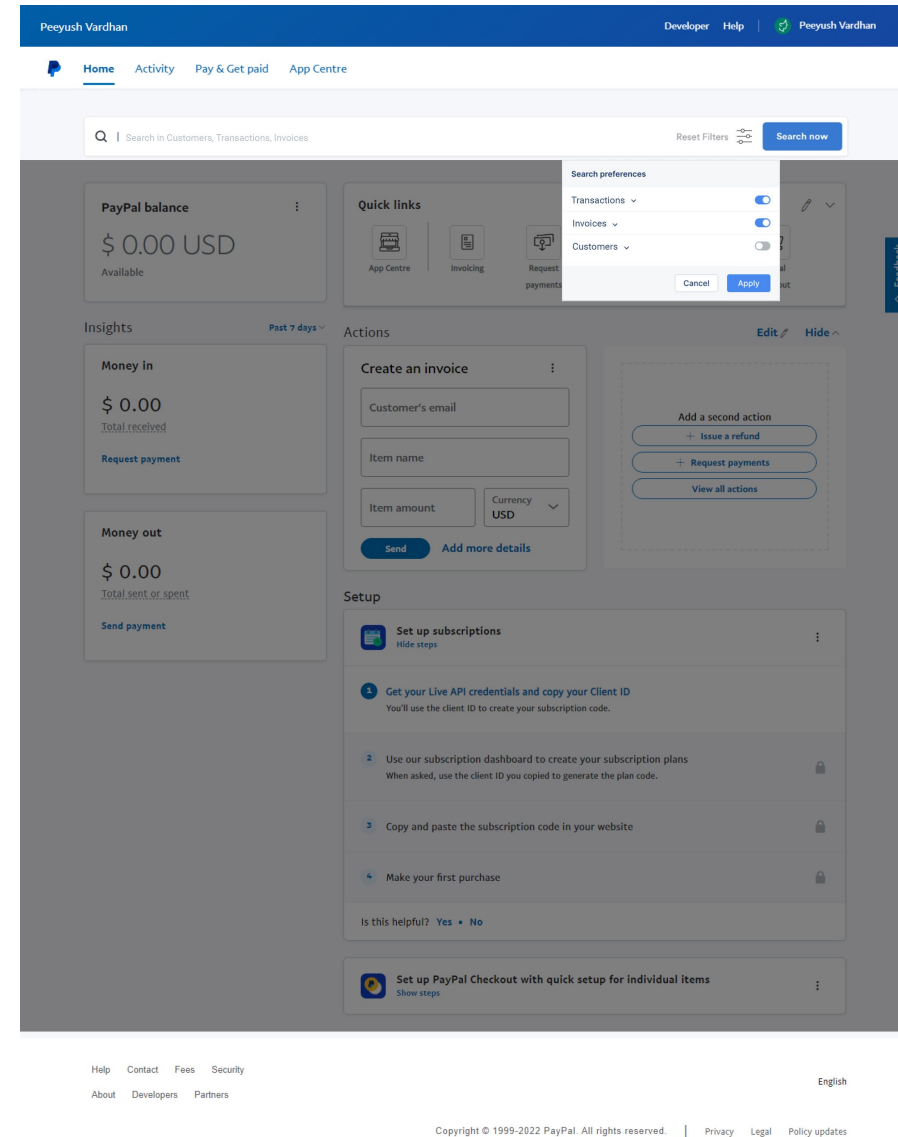 Peeyush Vardhan
Developer Help Peeyush Vardhan
Home Activity Pay & Get paid App Centre
Search in Customers, Transactions, Invoices
Reset Filters
Search now
Search preferences
Transactions
Invoices
Customers
Cancel Apply
PayPal balance
$ 0.00 USD
Available
Quick links
App Centre
Invoicing
Request
payments
Insights
Past 7 days
Money in
$ 0.00
Total received
Request payment
Money out
$ 0.00
Total sent or spent
Send payment
Actions
Edit Hide
Create an invoice
Customer's email
Item name
Item amount
Currency
USD
Send Add more details
Add a second action
+ Issue a refund
+ Request payments
View all actions
Setup
Set up subscriptions
Hide steps
1 Get your Live API credentials and copy your Client ID
You'll use the client ID to create your subscription code.
2 Use our subscription dashboard to create your subscription plans
When asked, use the client ID you copied to generate the plan code.
3 Copy and paste the subscription code in your website
4 Make your first purchase
Is this helpful? Yes • No
Set up PayPal Checkout with quick setup for individual items
Show steps
Help Contact Fees Security
About Developers Partners
English
Copyright © 1999-2022 PayPal. All rights reserved. | Privacy Legal Policy updates